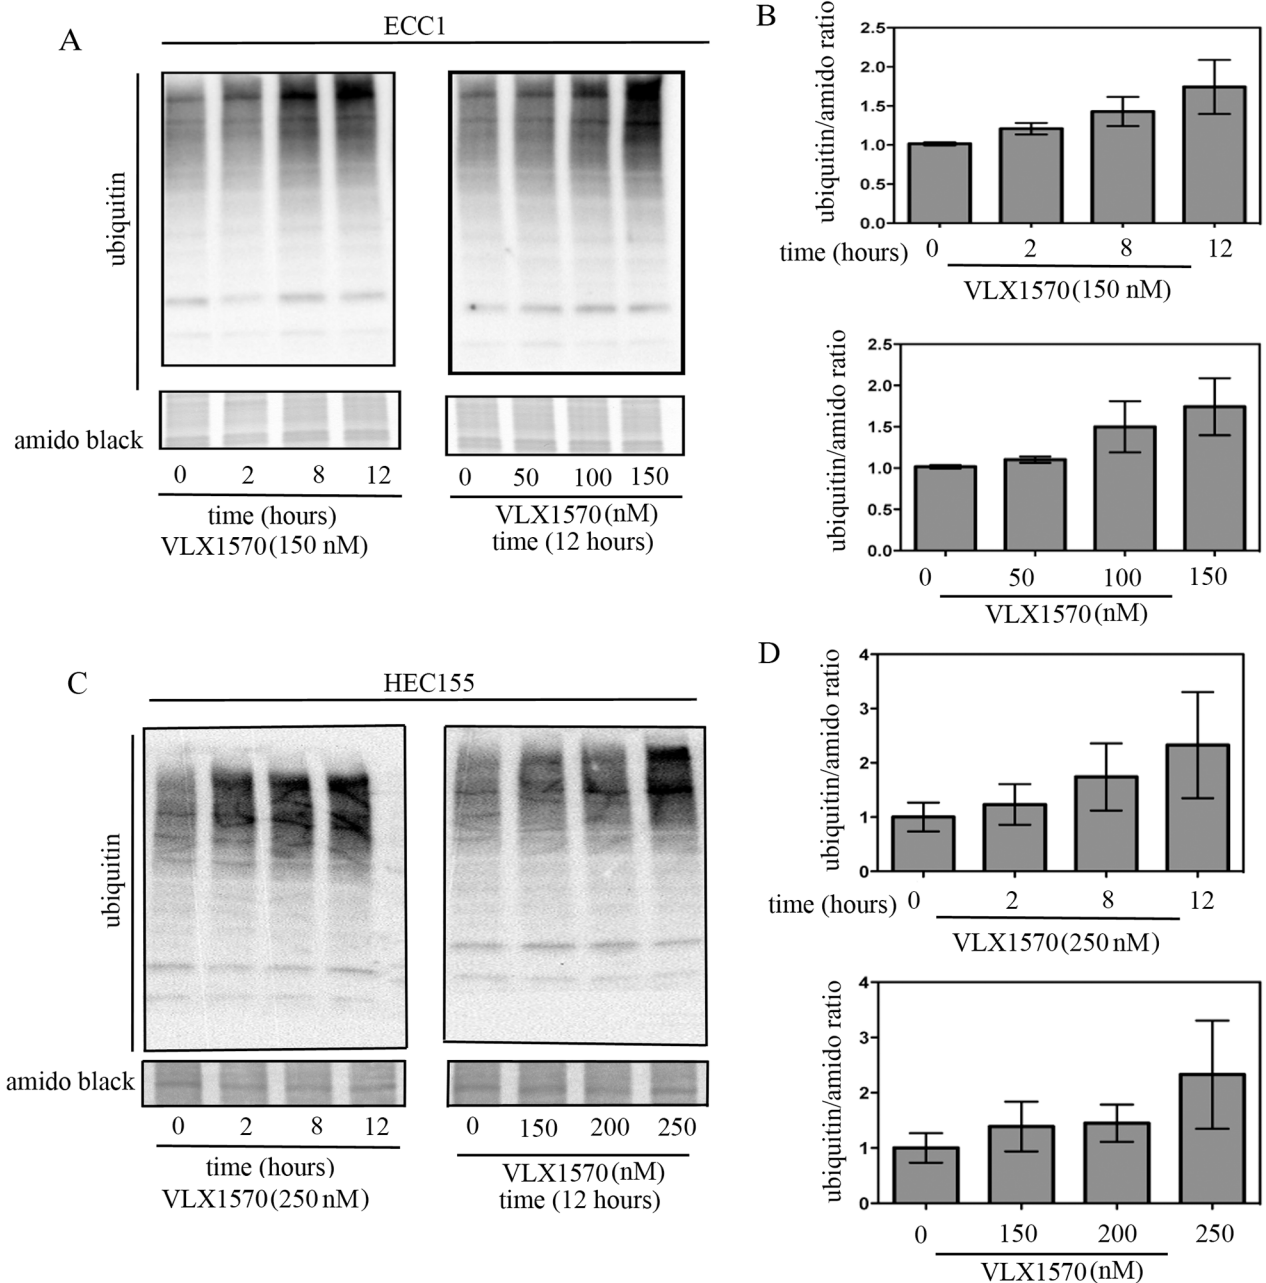 A
ECC1
ubiquitin
amido black
0 2 8 12
time (hours)
VLX1570 (150 nM)
0 50 100 150
VLX1570 (nM)
time (12 hours)
B
ubiquitin/amido ratio
2.5
2.0
1.5
1.0
0.5
0.0
time (hours) 0 2 8 12
VLX1570 (150 nM)
ubiquitin/amido ratio
2.5
2.0
1.5
1.0
0.5
0.0
0 50 100 150
VLX1570 (nM)
C
HEC155
ubiquitin
amido black
0 2 8 12
time (hours)
VLX1570 (250 nM)
0 150 200 250
VLX1570 (nM)
time (12 hours)
D
ubiquitin/amido ratio
4
3
2
1
0
time (hours) 0 2 8 12
VLX1570 (250 nM)
ubiquitin/amido ratio
4
3
2
1
0
0 150 200 250
VLX1570 (nM)